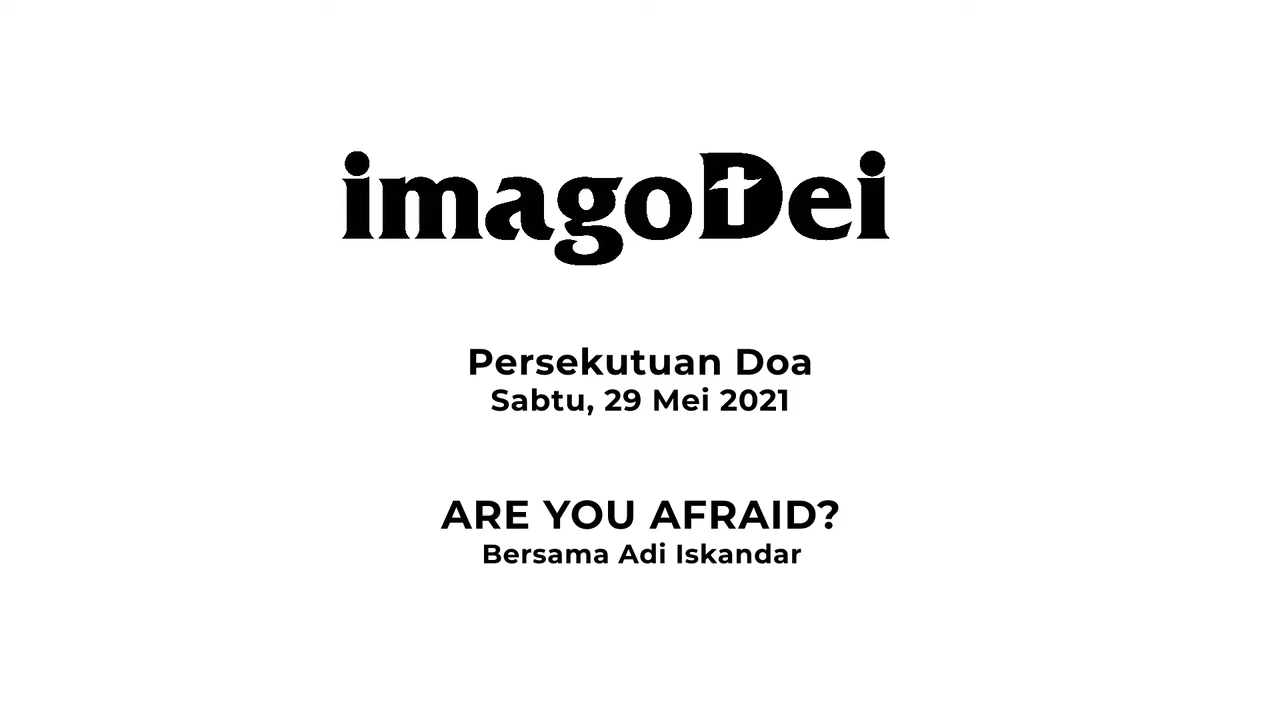 imagoDei
Persekutuan Doa
Sabtu, 29 Mei 2021
ARE YOU AFRAID?
Bersama Adi Iskandar